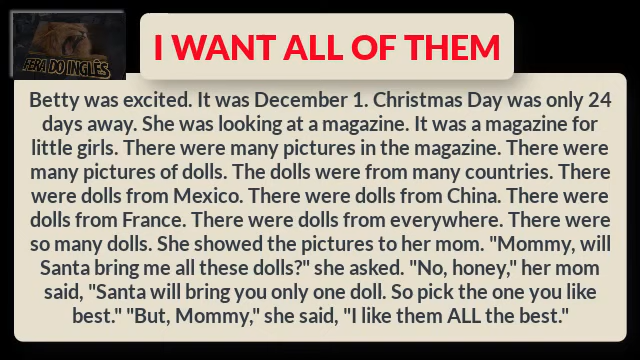 FERA DO INGLÊS
I WANT ALL OF THEM
Betty was excited. It was December 1. Christmas Day was only 24
days away. She was looking at a magazine. It was a magazine for
little girls. There were many pictures in the magazine. There were
many pictures of dolls. The dolls were from many countries. There
were dolls from Mexico. There were dolls from China. There were
dolls from France. There were dolls from everywhere. There were
so many dolls. She showed the pictures to her mom. "Mommy, will
Santa bring me all these dolls?" she asked. "No, honey," her mom
said, "Santa will bring you only one doll. So pick the one you like
best." "But, Mommy," she said, "I like them ALL the best."